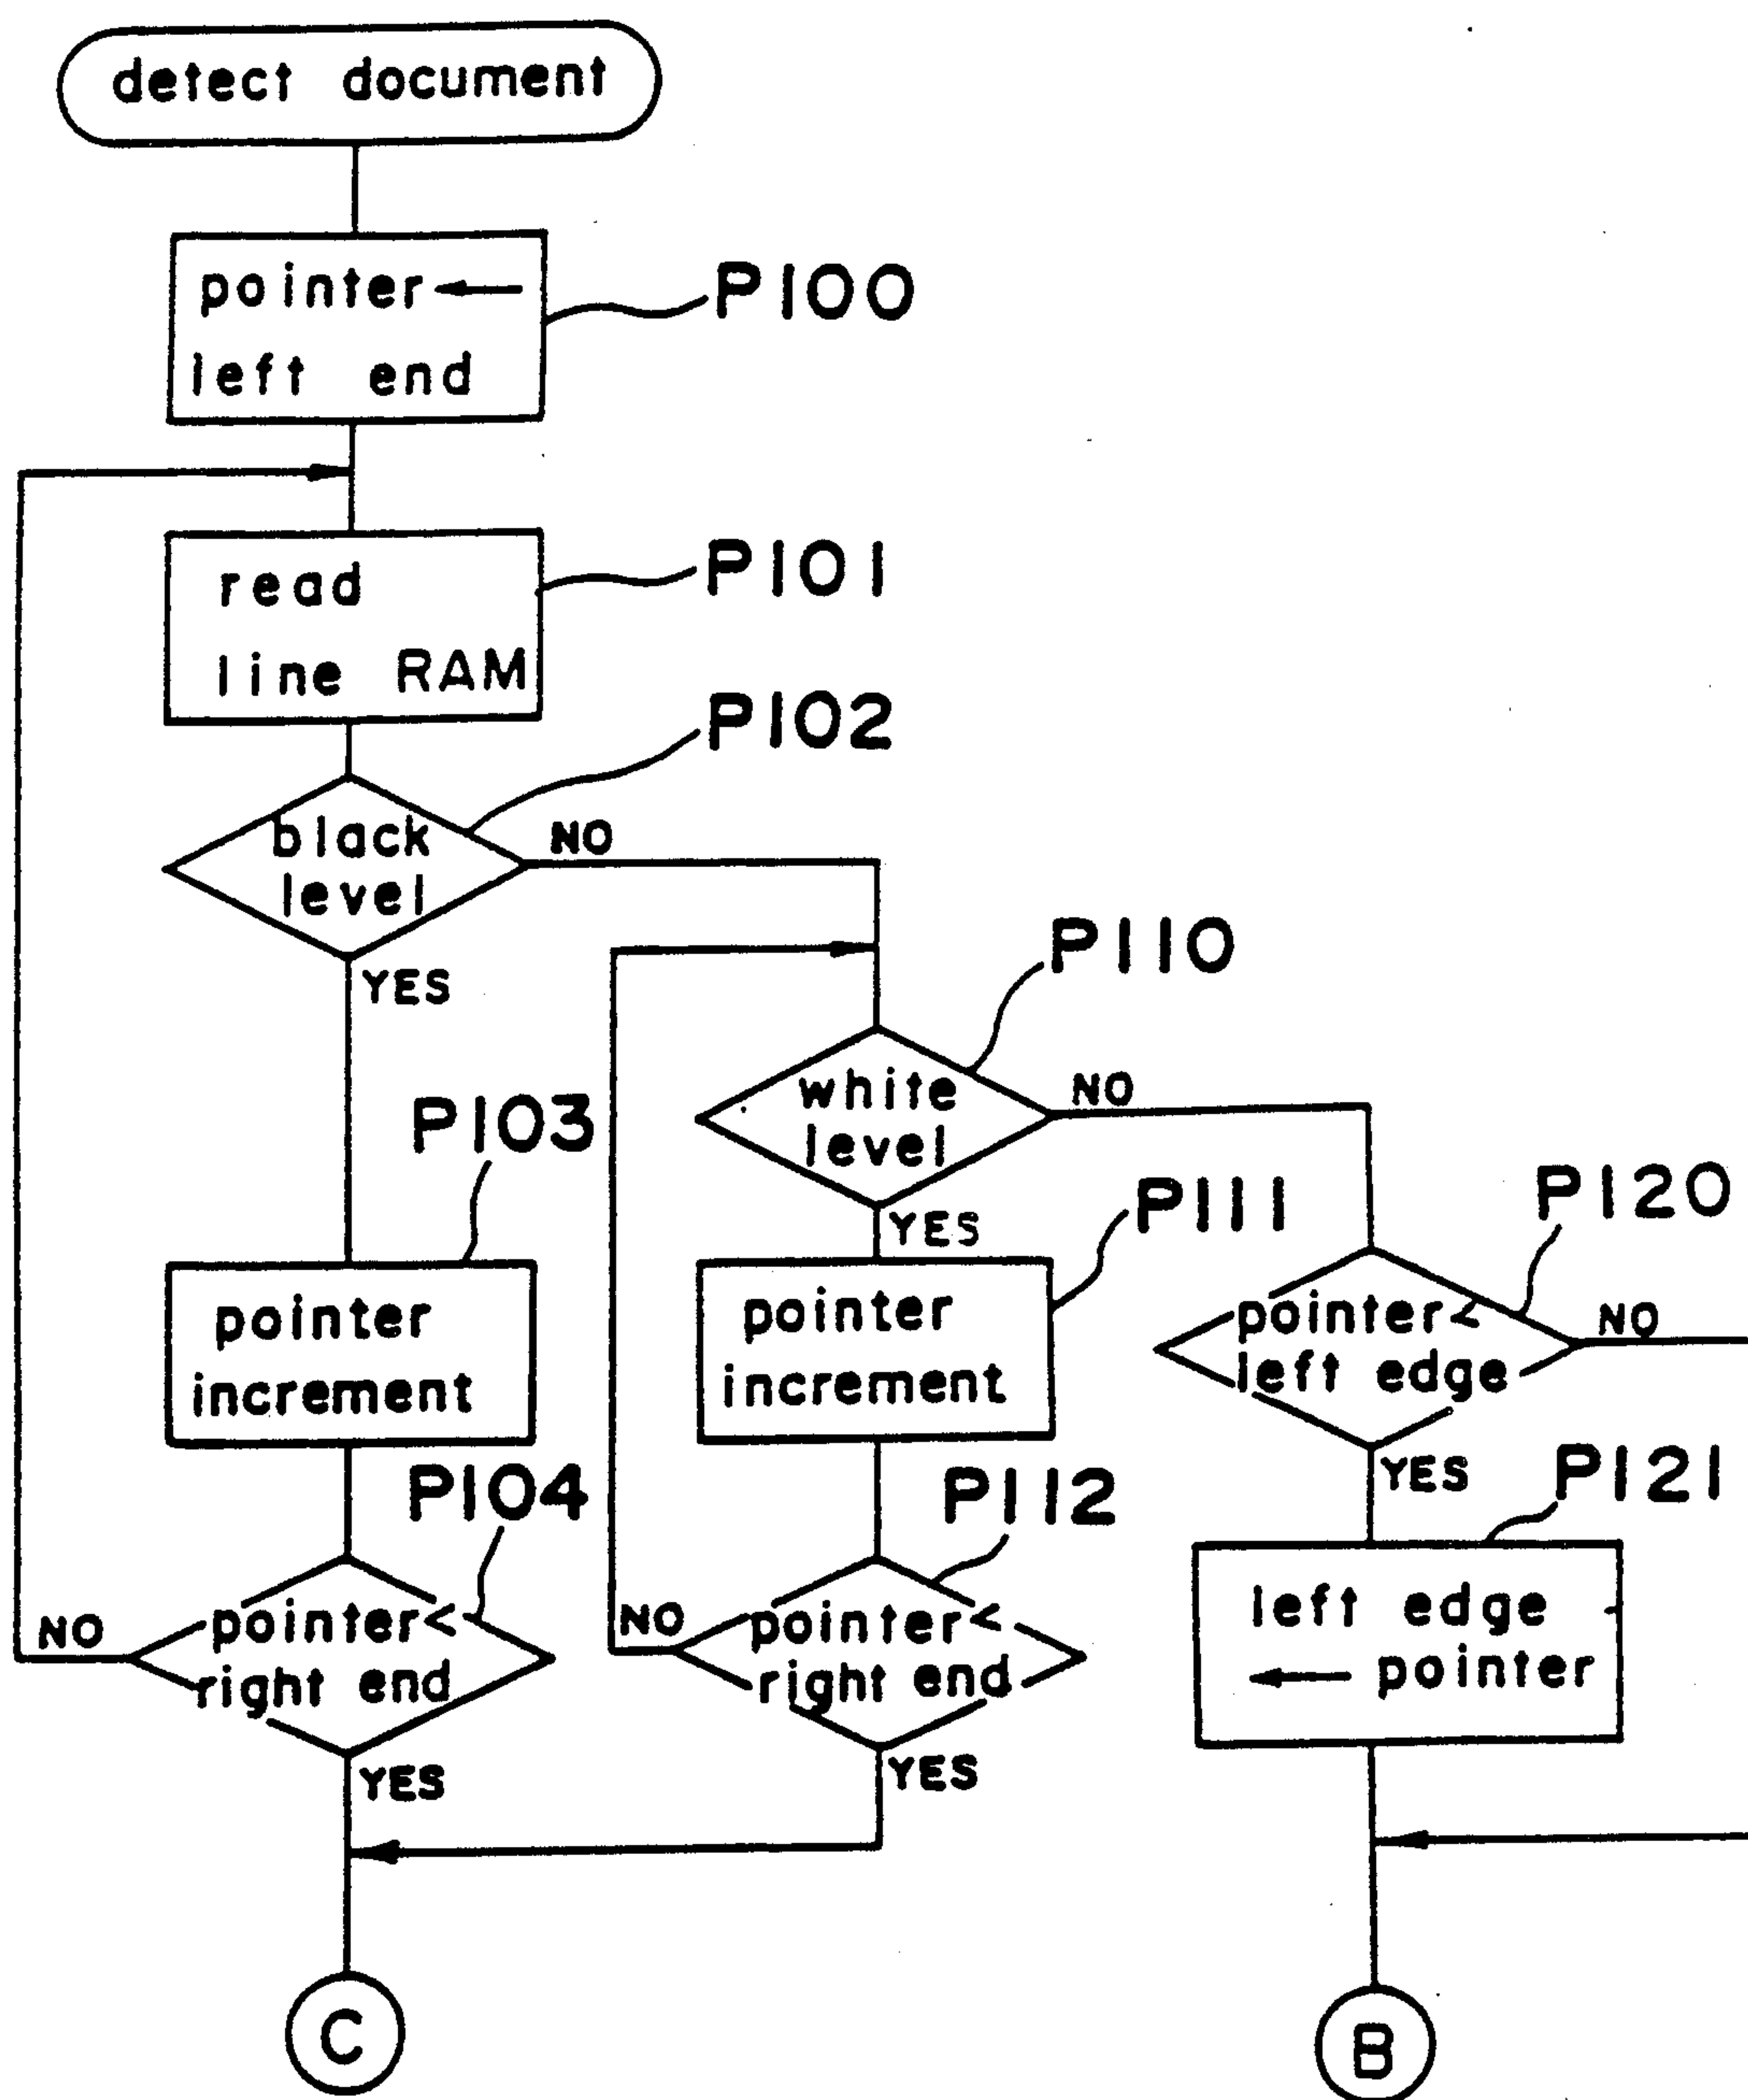 detect document
pointer ←
left end
P100
read
line RAM
P101
P102
black
level
NO
YES
P110
white
level
NO
YES
P103
pointer
increment
P111
pointer
increment
P120
pointer<
left edge
NO
YES
P104
pointer<
right end
NO
YES
P112
pointer<
right end
NO
YES
P121
left edge
← pointer
C
B